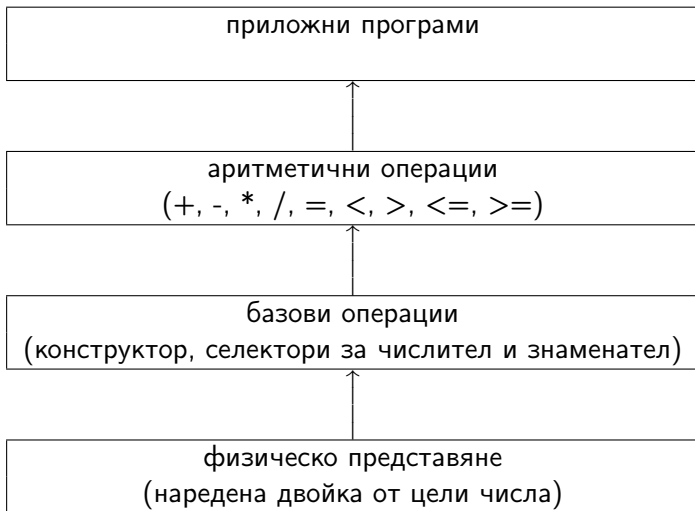 приложни програми
аритметични операции
(+, -, *, /, =, <, >, <=, >=)
базови операции
(конструктор, селектори за числител и знаменател)
физическо представяне
(наредена двойка от цели числа)